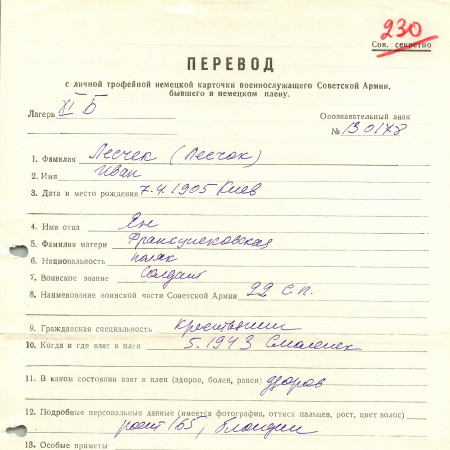 230
Сов. секретно
ПЕРЕВОД
с личной трофейной немецкой карточки военнослужащего Советской Армии,
бывшего в немецком плену.
Лагерь XI Б
Опознавательный знак
№ 130178
1. Фамилия Лесчек (Лесчок)
2. Имя Иван
3. Дата и место рождения 7.4.1905 Киев
4. Имя отца Ян
5. Фамилия матери Францишковская
6. Национальность поляк
7. Воинское звание Солдат
8. Наименование воинской части Советской Армии 22 с.п.
9. Гражданская специальность крестьянин
10. Когда и где взят в плен 5.1943 Смоленск
11. В каком состоянии взят в плен (здоров, болен, ранен) здоров
12. Подробные персональные данные (имеется фотография, оттиск пальцев, рост, цвет волос)
рост 165, блондин
13. Особые приметы